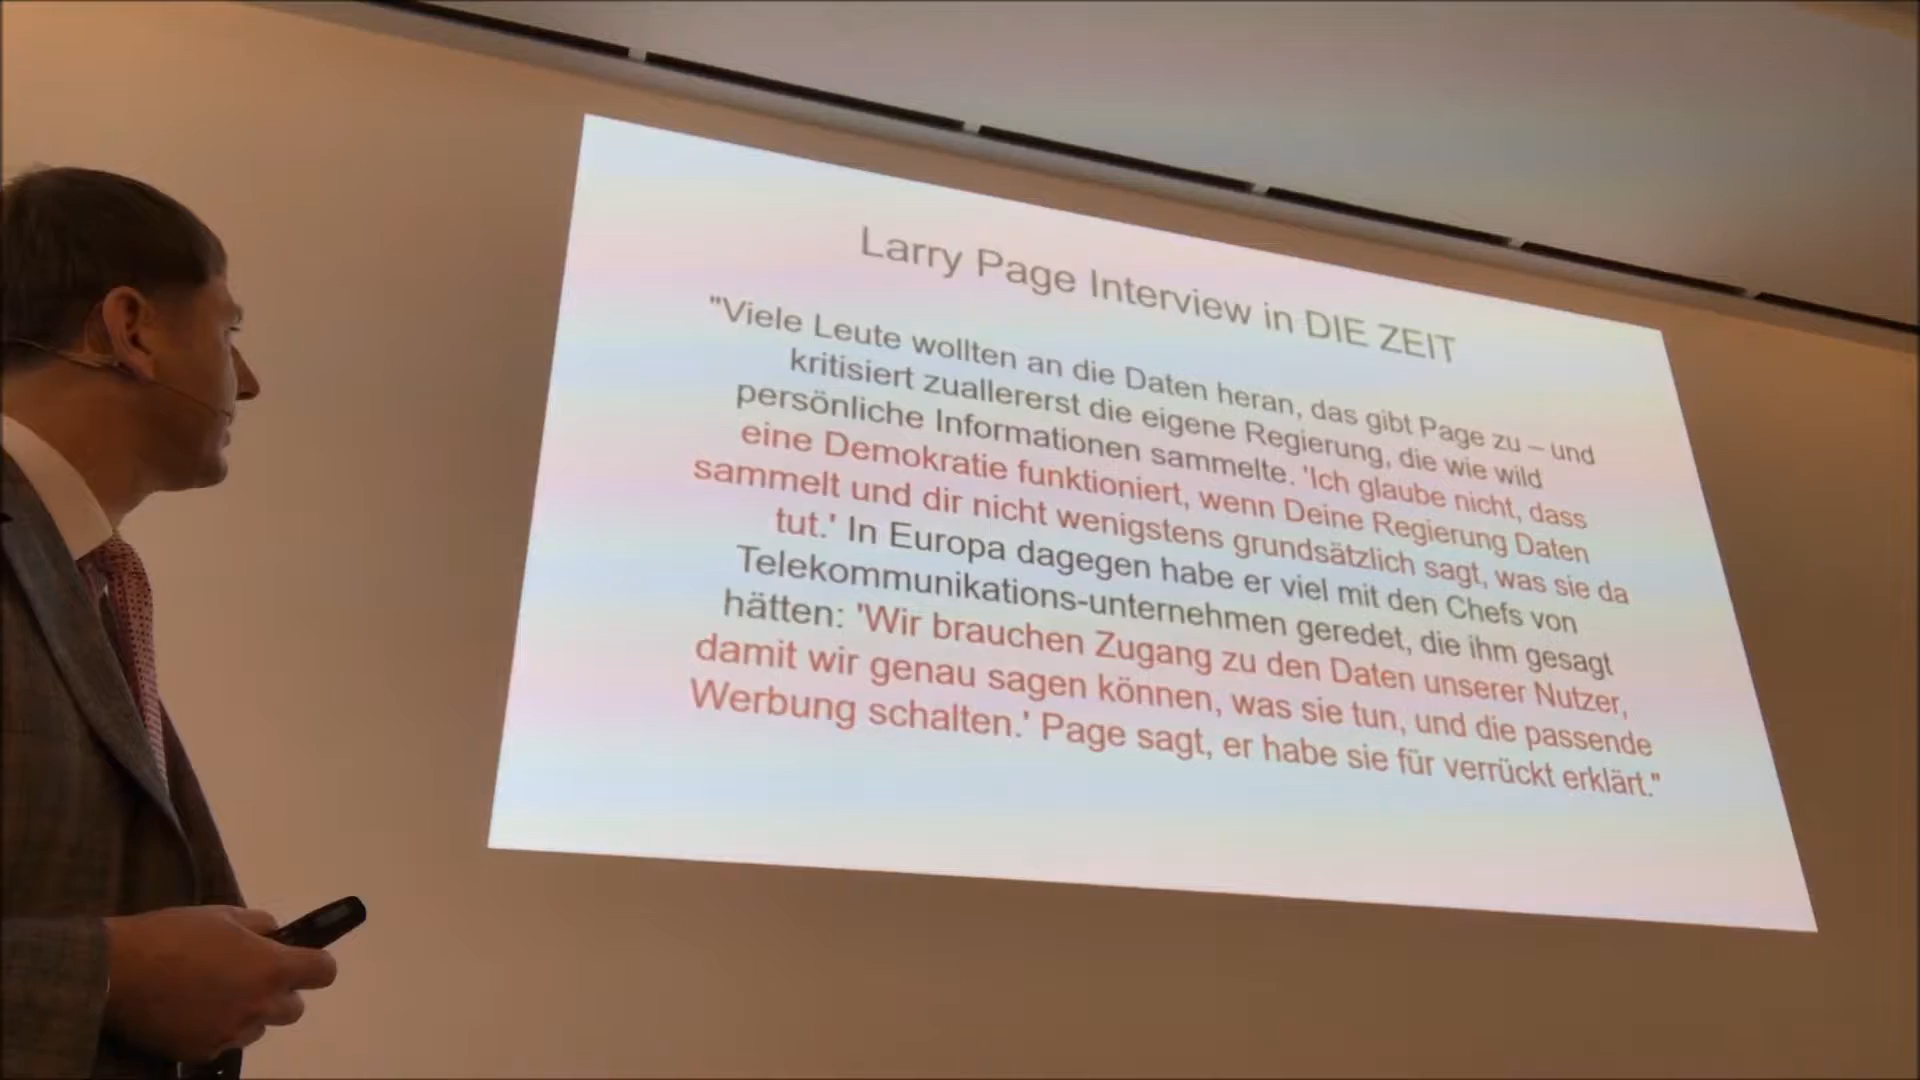 Larry Page Interview in DIE ZEIT
"Viele Leute wollten an die Daten heran, das gibt Page zu – und
kritisiert zuallererst die eigene Regierung, die wie wild
persönliche Informationen sammelte. 'Ich glaube nicht, dass
eine Demokratie funktioniert, wenn Deine Regierung Daten
sammelt und dir nicht wenigstens grundsätzlich sagt, was sie da
tut.' In Europa dagegen habe er viel mit den Chefs von
Telekommunikations-unternehmen geredet, die ihm gesagt
hätten: 'Wir brauchen Zugang zu den Daten unserer Nutzer,
damit wir genau sagen können, was sie tun, und die passende
Werbung schalten.' Page sagt, er habe sie für verrückt erklärt."